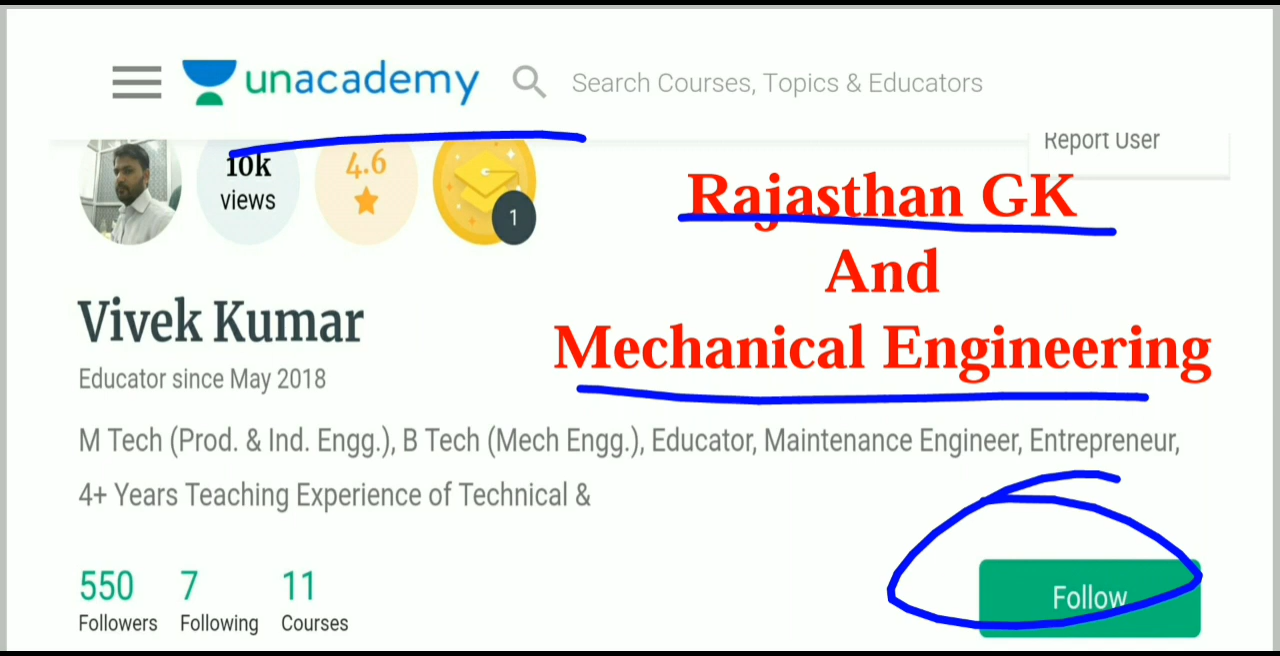 unacademy
Search Courses, Topics & Educators
Report User
10k
views
4.6
1
Rajasthan GK
And
Mechanical Engineering
Vivek Kumar
Educator since May 2018
M Tech (Prod. & Ind. Engg.), B Tech (Mech Engg.), Educator, Maintenance Engineer, Entrepreneur,
4+ Years Teaching Experience of Technical &
550 7 11
Followers Following Courses
Follow